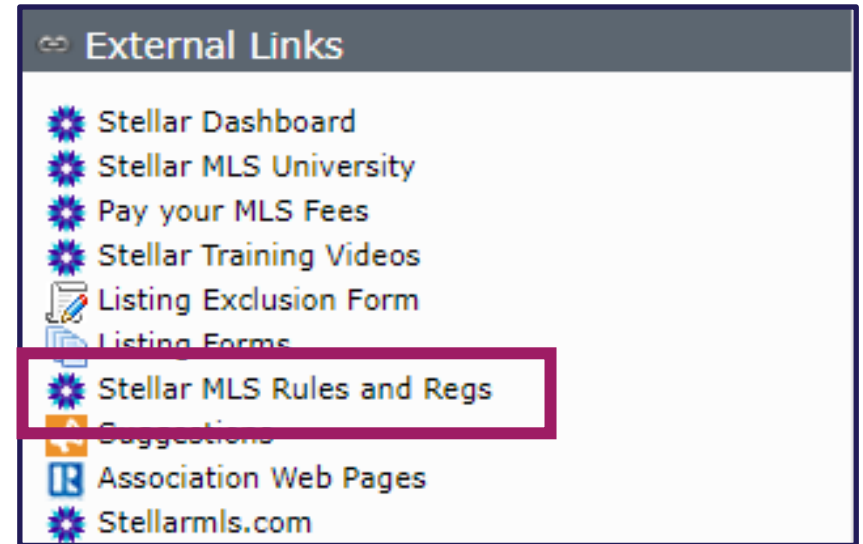 External Links
Stellar Dashboard
Stellar MLS University
Pay your MLS Fees
Stellar Training Videos
Listing Exclusion Form
Listing Forms
Stellar MLS Rules and Regs
Suggestions
Association Web Pages
Stellarmls.com